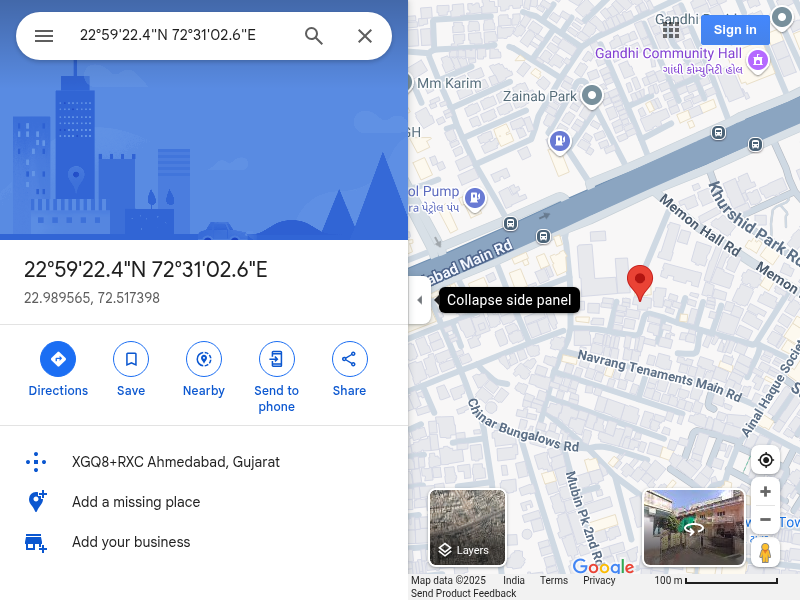 22°59'22.4"N 72°31'02.6"E
22°59'22.4"N 72°31'02.6"E
22.989565, 72.517398
Directions
Save
Nearby
Send to phone
Share
XGQ8+RXC Ahmedabad, Gujarat
Add a missing place
Add your business
Sign in
Gandhi
Gandhi Community Hall
ગાંધી કોમ્યુનિટી હોલ
Mm Karim
Zainab Park
GH
ol Pump
ra પેટ્રોલ પંપ
abad Main Rd
Khurshid Park Ro
Memon Hall Rd
Memon
Collapse side panel
Navrang Tenaments Main Rd
Ainal Haque Socie
Chinar Bungalows Rd
Mubin Pk 2nd R
Tow
Layers
Google
Map data ©2025
India
Terms
Privacy
100 m
Send Product Feedback